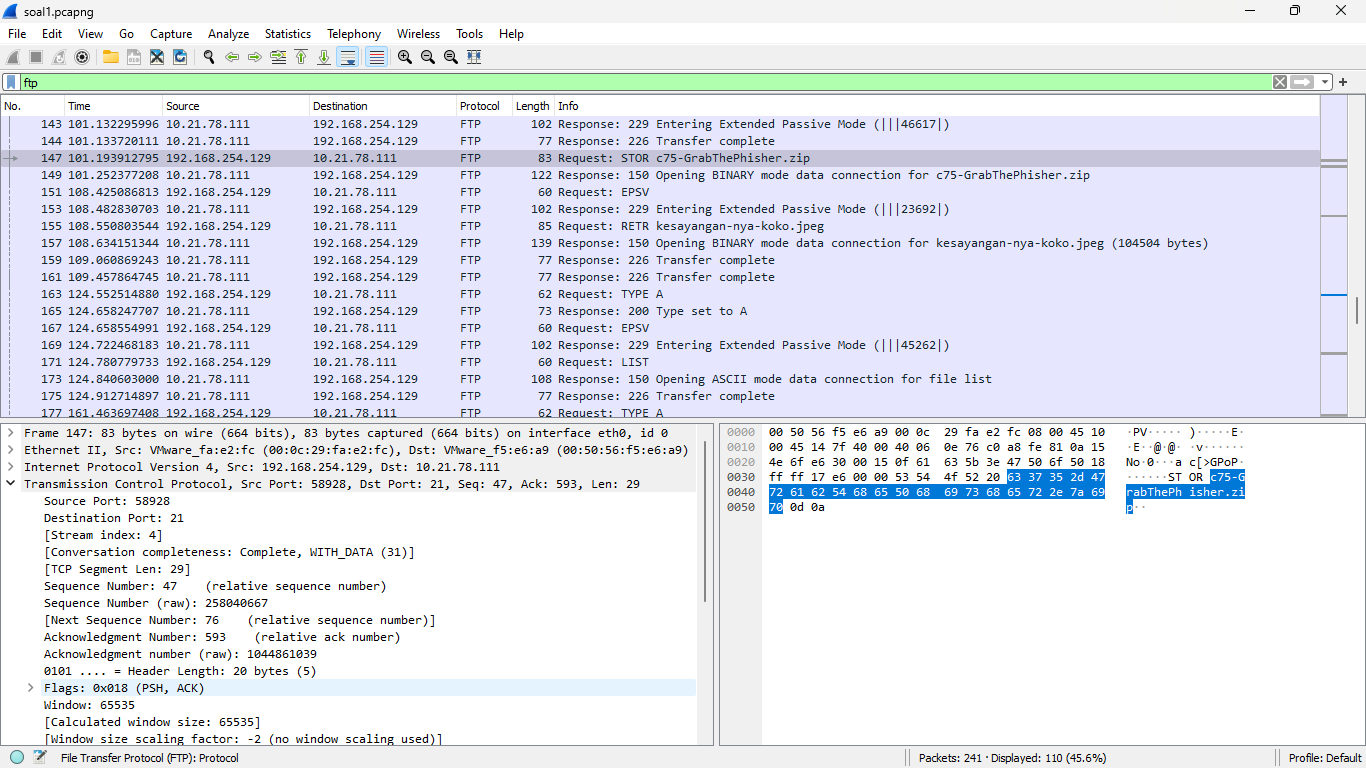 soal1.pcapng
File Edit View Go Capture Analyze Statistics Telephony Wireless Tools Help
ftp
No. Time Source Destination Protocol Length Info
143 101.132295996 10.21.78.111 192.168.254.129 FTP 102 Response: 229 Entering Extended Passive Mode (|||46617|)
144 101.133720111 10.21.78.111 192.168.254.129 FTP 77 Response: 226 Transfer complete
147 101.193912795 192.168.254.129 10.21.78.111 FTP 83 Request: STOR c75-GrabThePhisher.zip
149 101.252377208 10.21.78.111 192.168.254.129 FTP 122 Response: 150 Opening BINARY mode data connection for c75-GrabThePhisher.zip
151 108.425086813 192.168.254.129 10.21.78.111 FTP 60 Request: EPSV
153 108.482830703 10.21.78.111 192.168.254.129 FTP 102 Response: 229 Entering Extended Passive Mode (|||23692|)
155 108.550803544 192.168.254.129 10.21.78.111 FTP 85 Request: RETR kesayangan-nya-koko.jpeg
157 108.634151344 10.21.78.111 192.168.254.129 FTP 139 Response: 150 Opening BINARY mode data connection for kesayangan-nya-koko.jpeg (104504 bytes)
159 109.060869243 10.21.78.111 192.168.254.129 FTP 77 Response: 226 Transfer complete
161 109.457864745 10.21.78.111 192.168.254.129 FTP 77 Response: 226 Transfer complete
163 124.552514880 192.168.254.129 10.21.78.111 FTP 62 Request: TYPE A
165 124.658247707 10.21.78.111 192.168.254.129 FTP 73 Response: 200 Type set to A
167 124.658554991 192.168.254.129 10.21.78.111 FTP 60 Request: EPSV
169 124.722468183 10.21.78.111 192.168.254.129 FTP 102 Response: 229 Entering Extended Passive Mode (|||45262|)
171 124.780779733 192.168.254.129 10.21.78.111 FTP 60 Request: LIST
173 124.840603000 10.21.78.111 192.168.254.129 FTP 108 Response: 150 Opening ASCII mode data connection for file list
175 124.912714897 10.21.78.111 192.168.254.129 FTP 77 Response: 226 Transfer complete
177 161.463697408 192.168.254.129 10.21.78.111 FTP 62 Request: TYPE A
Frame 147: 83 bytes on wire (664 bits), 83 bytes captured (664 bits) on interface eth0, id 0
Ethernet II, Src: VMware_fa:e2:fc (00:0c:29:fa:e2:fc), Dst: VMware_f5:e6:a9 (00:50:56:f5:e6:a9)
Internet Protocol Version 4, Src: 192.168.254.129, Dst: 10.21.78.111
Transmission Control Protocol, Src Port: 58928, Dst Port: 21, Seq: 47, Ack: 593, Len: 29
Source Port: 58928
Destination Port: 21
[Stream index: 4]
[Conversation completeness: Complete, WITH_DATA (31)]
[TCP Segment Len: 29]
Sequence Number: 47 (relative sequence number)
Sequence Number (raw): 258040667
[Next Sequence Number: 76 (relative sequence number)]
Acknowledgment Number: 593 (relative ack number)
Acknowledgment number (raw): 1044861039
0101 .... = Header Length: 20 bytes (5)
Flags: 0x018 (PSH, ACK)
Window: 65535
[Calculated window size: 65535]
[Window size scaling factor: -2 (no window scaling used)]
0000 00 50 56 f5 e6 a9 00 0c 29 fa e2 fc 08 00 45 10 ·PV····· )·····E·
0010 00 45 14 7f 40 00 40 06 0e 76 c0 a8 fe 81 0a 15 ·E··@·@· ·v······
0020 4e 6f e6 30 00 15 0f 61 63 5b 3e 47 50 6f 50 18 No·0···a c[>GPoP·
0030 ff ff 17 e6 00 00 53 54 4f 52 20 63 37 35 2d 47 ······ST OR c75-G
0040 72 61 62 54 68 65 50 68 69 73 68 65 72 2e 7a 69 rabThePh isher.zi
0050 70 0d 0a p··
File Transfer Protocol (FTP): Protocol
Packets: 241 · Displayed: 110 (45.6%)
Profile: Default